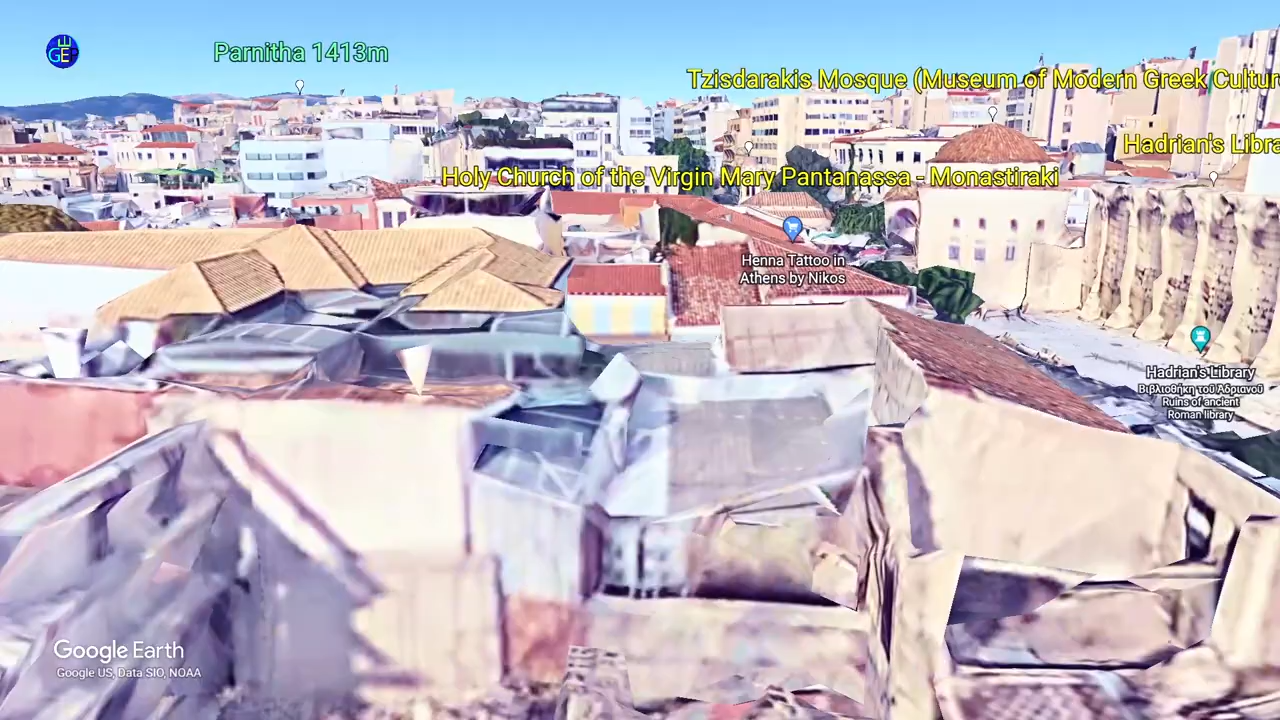 GEP
Parnitha 1413m
Tzisdarakis Mosque (Museum of Modern Greek Cultur
Hadrian's Libra
Holy Church of the Virgin Mary Pantanassa - Monastiraki
Henna Tattoo in
Athens by Nikos
Hadrian's Library
Βιβλιοθήκη τοῦ Ἁδριανοῦ
Ruins of ancient
Roman library
Google Earth
Google US, Data SIO, NOAA